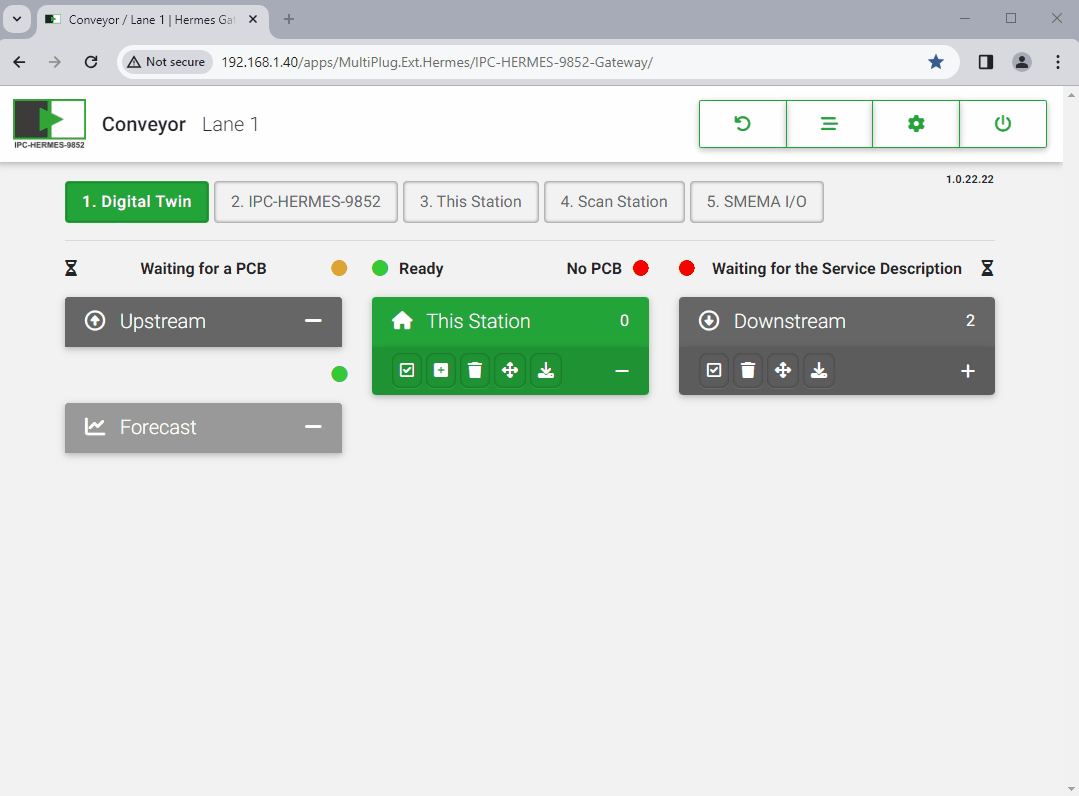 Conveyor / Lane 1 | Hermes Gat
Not secure
192.168.1.40/apps/MultiPlug.Ext.Hermes/IPC-HERMES-9852-Gateway/
IPC-HERMES-9852
Conveyor Lane 1
1.0.22.22
1. Digital Twin
2. IPC-HERMES-9852
3. This Station
4. Scan Station
5. SMEMA I/O
Waiting for a PCB
Ready
No PCB
Waiting for the Service Description
Upstream
This Station 0
Downstream 2
Forecast